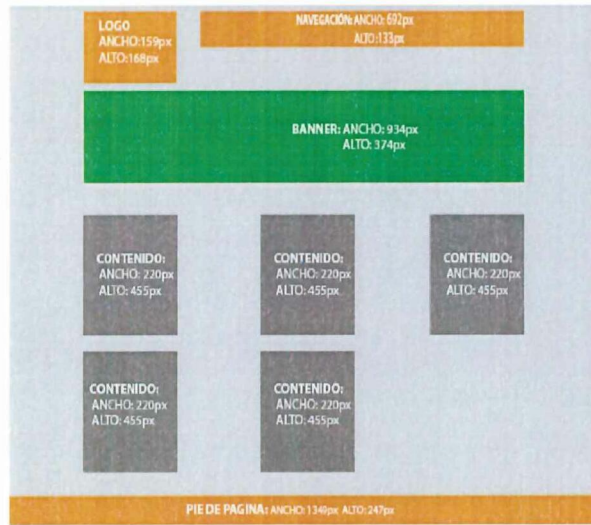 LOGO
ANCHO:159px
ALTO:168px
NAVEGACIÓN: ANCHO: 692px
ALTO:133px
BANNER: ANCHO: 934px
ALTO: 374px
CONTENIDO:
ANCHO: 220px
ALTO: 455px
CONTENIDO:
ANCHO: 220px
ALTO: 455px
CONTENIDO:
ANCHO: 220px
ALTO: 455px
CONTENIDO:
ANCHO: 220px
ALTO: 455px
CONTENIDO:
ANCHO: 220px
ALTO: 455px
PIE DE PAGINA: ANCHO: 1349px ALTO: 247px